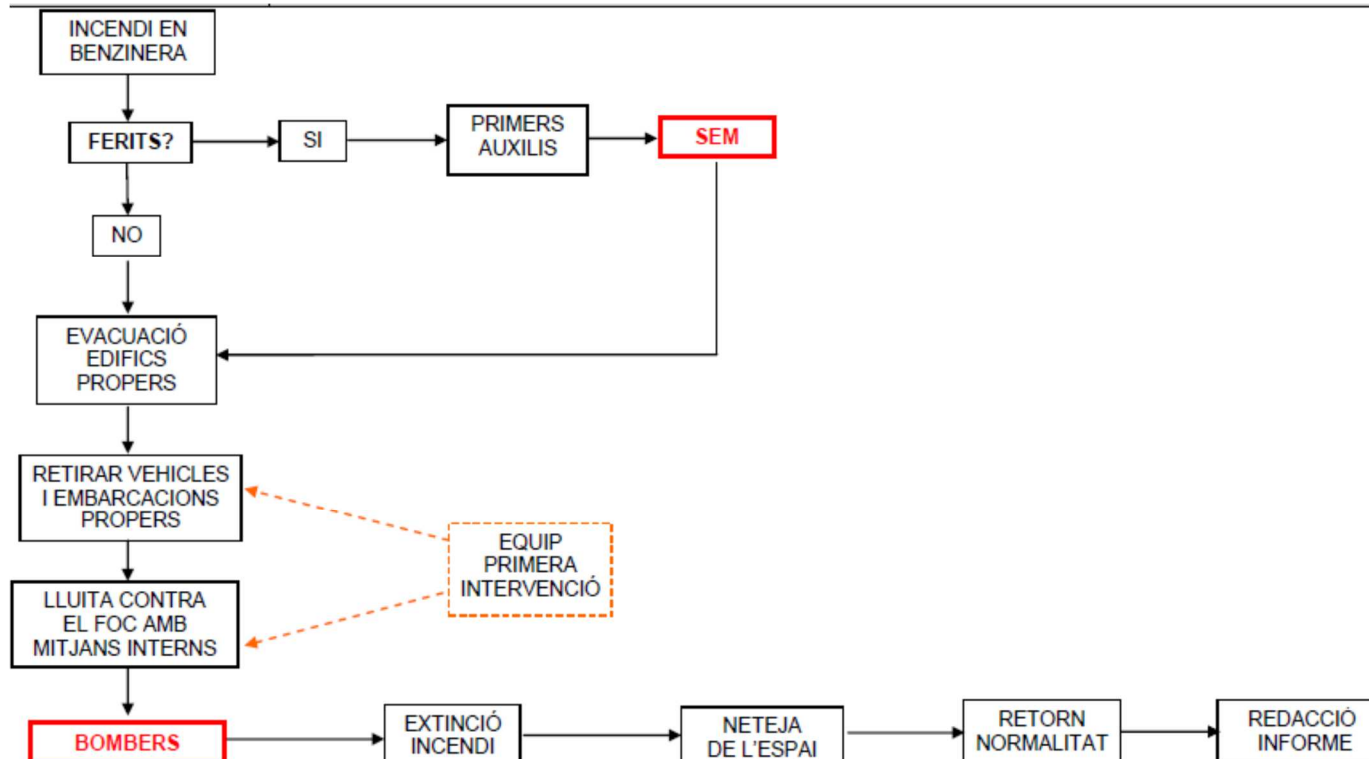 INCENDI EN
BENZINERA
FERITS?
SI
PRIMERS
AUXILIS
SEM
NO
EVACUACIÓ
EDIFICS
PROPERS
RETIRAR VEHICLES
I EMBARCACIONS
PROPERS
EQUIP
PRIMERA
INTERVENCIÓ
LLUITA CONTRA
EL FOC AMB
MITJANS INTERNS
BOMBERS
EXTINCIÓ
INCENDI
NETEJA
DE L'ESPAI
RETORN
NORMALITAT
REDACCIÓ
INFORME